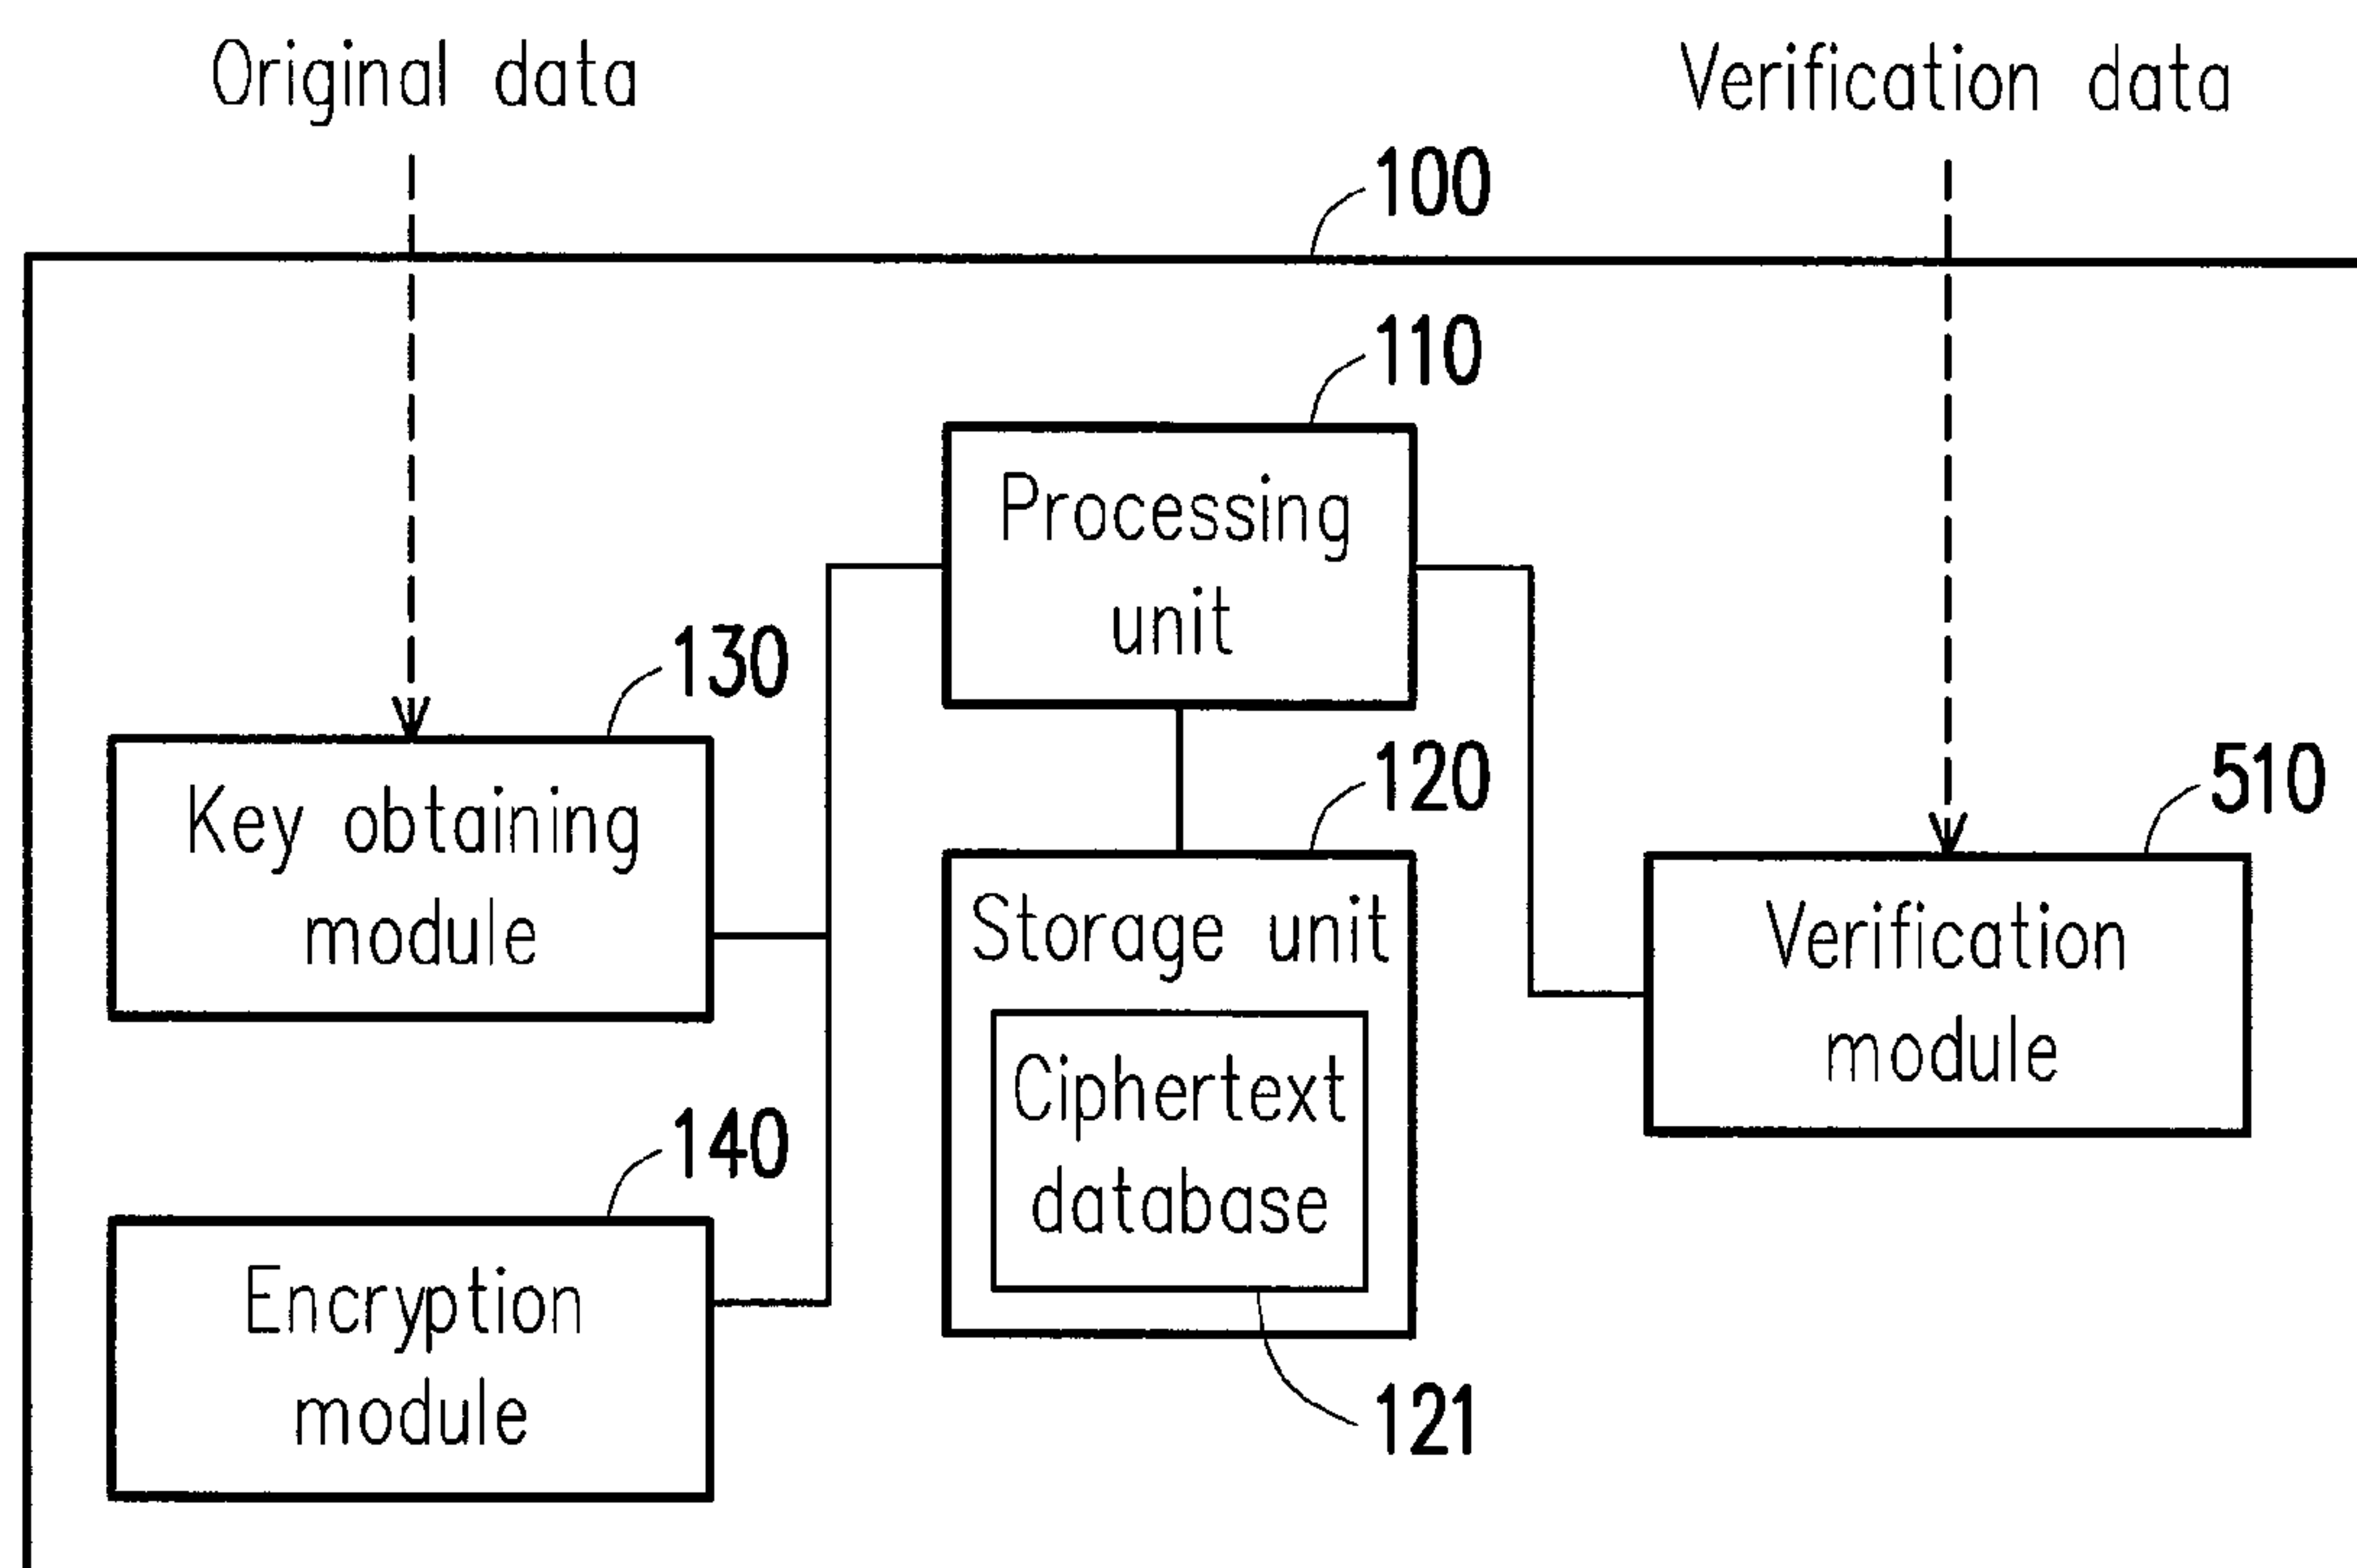 Original data
Verification data
100
110
Processing
unit
130
Key obtaining
module
120
Storage unit
Ciphertext
database
121
510
Verification
module
140
Encryption
module